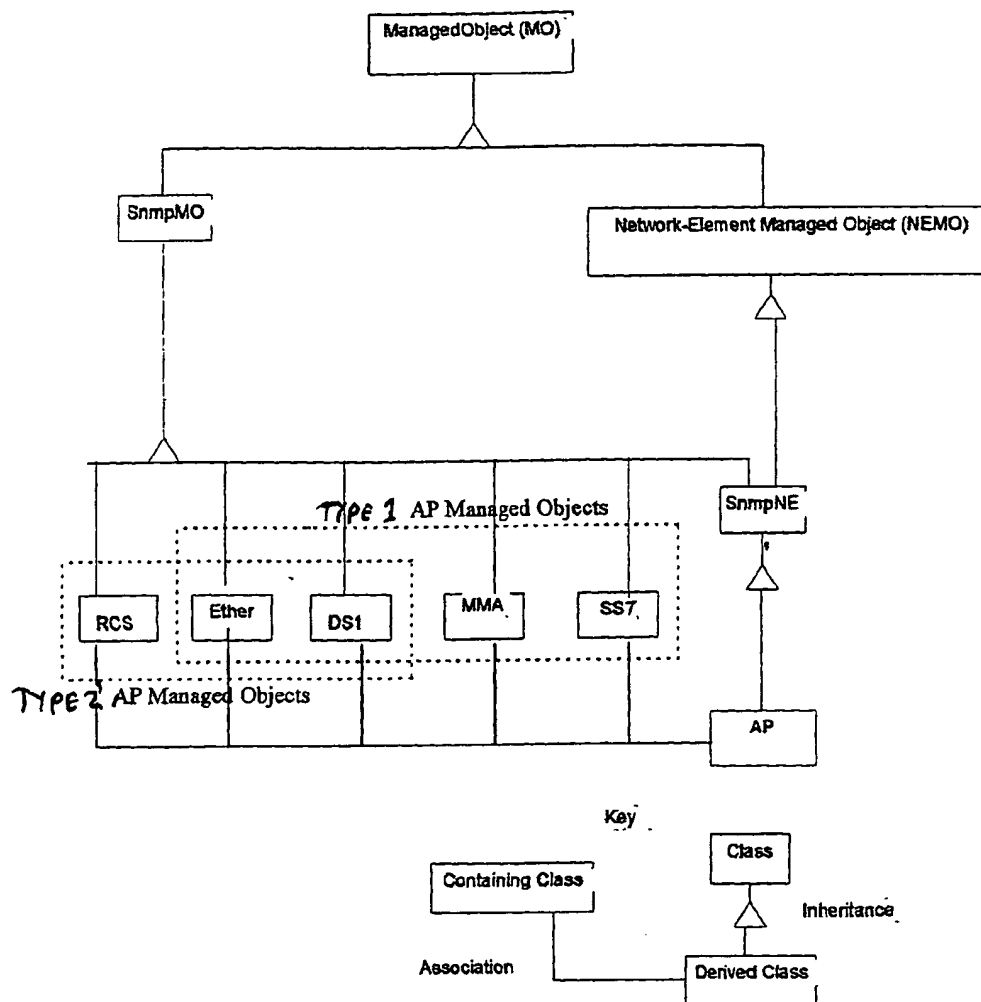 ManagedObject (MO)
SnmpMO
Network-Element Managed Object (NEMO)
SnmpNE
TYPE 1 AP Managed Objects
RCS
Ether
DS1
MMA
SS7
TYPE 2 AP Managed Objects
AP
Key
Containing Class
Class
Inheritance
Association
Derived Class